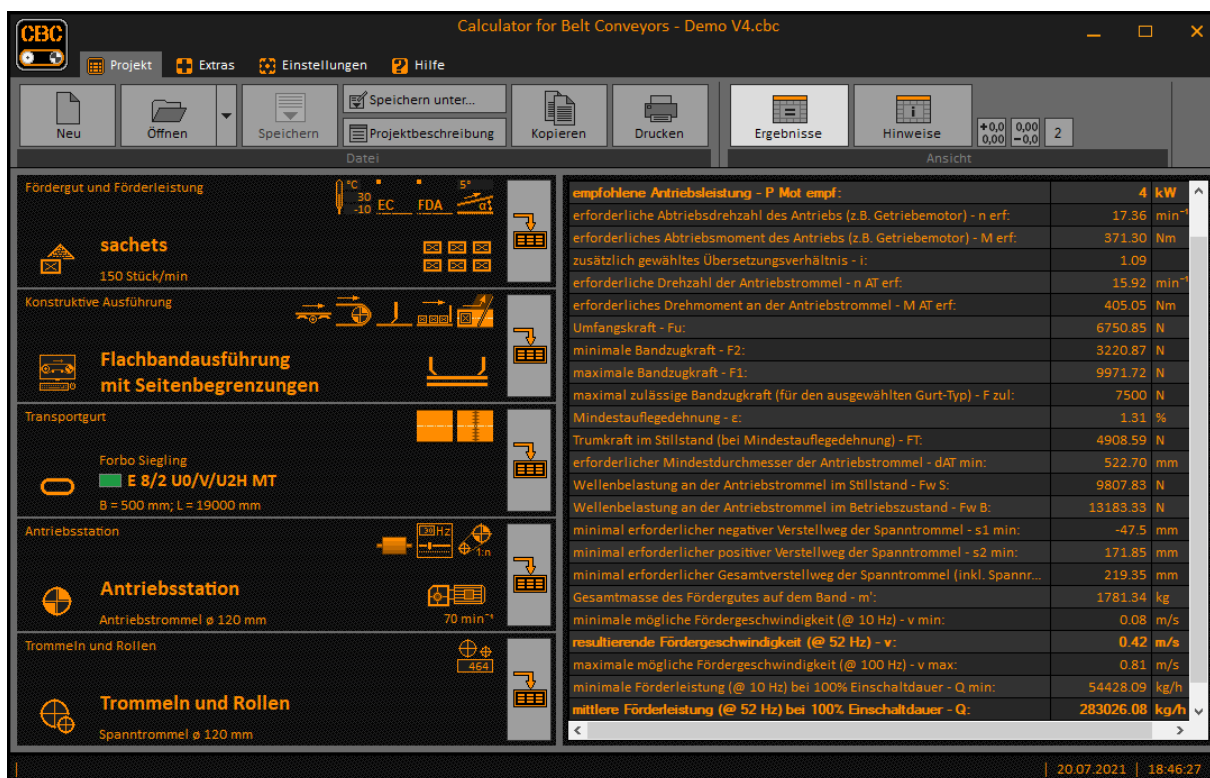 CBC
Calculator for Belt Conveyors - Demo V4.cbc
Projekt Extras Einstellungen Hilfe
Neu
Öffnen
Speichern
Speichern unter...
Projektbeschreibung
Kopieren
Drucken
Ergebnisse
Hinweise
+0,0 0,00
0,00 −0,0
2
Datei
Ansicht
Fördergut und Förderleistung
°C
30
-10
EC
FDA
5°
α
sachets
150 Stück/min
Konstruktive Ausführung
Flachbandausführung
mit Seitenbegrenzungen
Transportgurt
Forbo Siegling
E 8/2 U0/V/U2H MT
B = 500 mm; L = 19000 mm
Antriebsstation
30Hz
1:n
Antriebsstation
Antriebstrommel ø 120 mm
70 min⁻¹
Trommeln und Rollen
464
Trommeln und Rollen
Spanntrommel ø 120 mm
empfohlene Antriebsleistung - P Mot empf: 4 kW
erforderliche Abtriebsdrehzahl des Antriebs (z.B. Getriebemotor) - n erf: 17.36 min⁻¹
erforderliches Abtriebsmoment des Antriebs (z.B. Getriebemotor) - M erf: 371.30 Nm
zusätzlich gewähltes Übersetzungsverhältnis - i: 1.09
erforderliche Drehzahl der Antriebstrommel - n AT erf: 15.92 min⁻¹
erforderliches Drehmoment an der Antriebstrommel - M AT erf: 405.05 Nm
Umfangskraft - Fu: 6750.85 N
minimale Bandzugkraft - F2: 3220.87 N
maximale Bandzugkraft - F1: 9971.72 N
maximal zulässige Bandzugkraft (für den ausgewählten Gurt-Typ) - F zul: 7500 N
Mindestauflegedehnung - ε: 1.31 %
Trumkraft im Stillstand (bei Mindestauflegedehnung) - FT: 4908.59 N
erforderlicher Mindestdurchmesser der Antriebstrommel - dAT min: 522.70 mm
Wellenbelastung an der Antriebstrommel im Stillstand - Fw S: 9807.83 N
Wellenbelastung an der Antriebstrommel im Betriebszustand - Fw B: 13183.33 N
minimal erforderlicher negativer Verstellweg der Spanntrommel - s1 min: -47.5 mm
minimal erforderlicher positiver Verstellweg der Spanntrommel - s2 min: 171.85 mm
minimal erforderlicher Gesamtverstellweg der Spanntrommel (inkl. Spannr... 219.35 mm
Gesamtmasse des Fördergutes auf dem Band - m': 1781.34 kg
minimale mögliche Fördergeschwindigkeit (@ 10 Hz) - v min: 0.08 m/s
resultierende Fördergeschwindigkeit (@ 52 Hz) - v: 0.42 m/s
maximale mögliche Fördergeschwindigkeit (@ 100 Hz) - v max: 0.81 m/s
minimale Förderleistung (@ 10 Hz) bei 100% Einschaltdauer - Q min: 54428.09 kg/h
mittlere Förderleistung (@ 52 Hz) bei 100% Einschaltdauer - Q: 283026.08 kg/h
20.07.2021 | 18:46:27